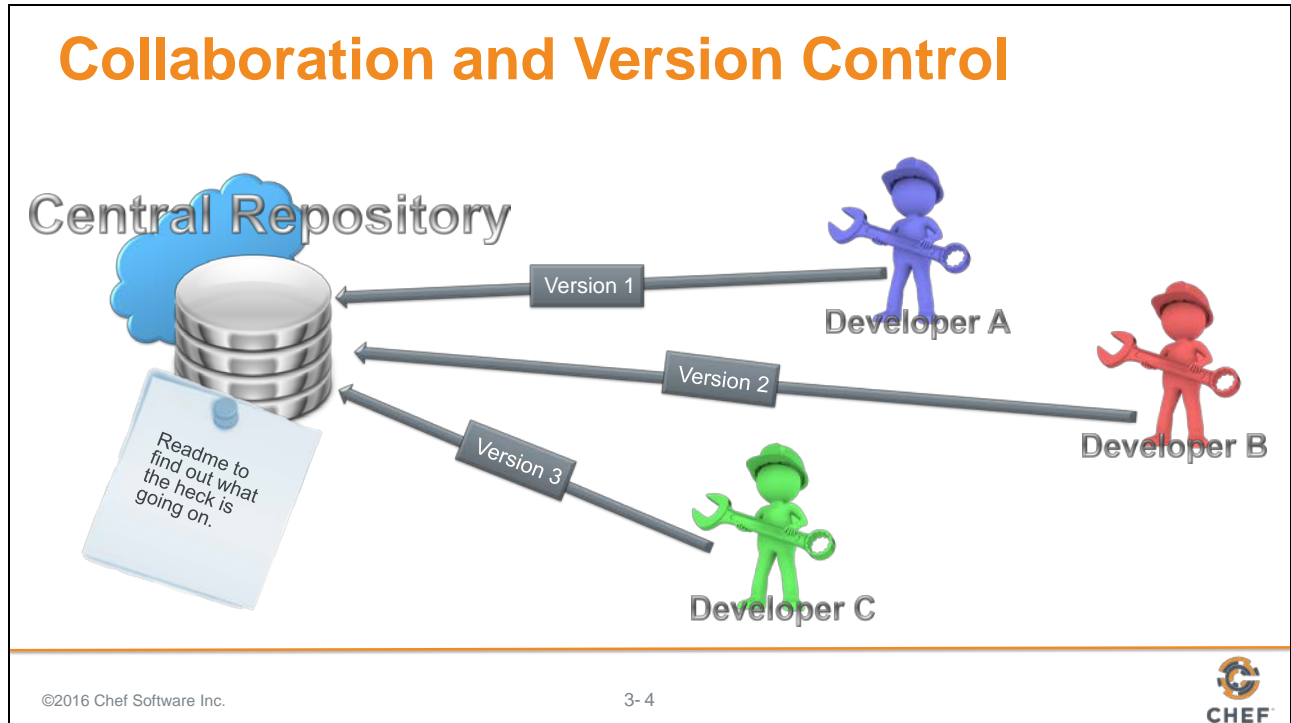 Collaboration and Version Control
Central Repository
Version 1
Developer A
Version 2
Developer B
Version 3
Developer C
Readme to
find out what
the heck is
going on.
©2016 Chef Software Inc.
3- 4
CHEF